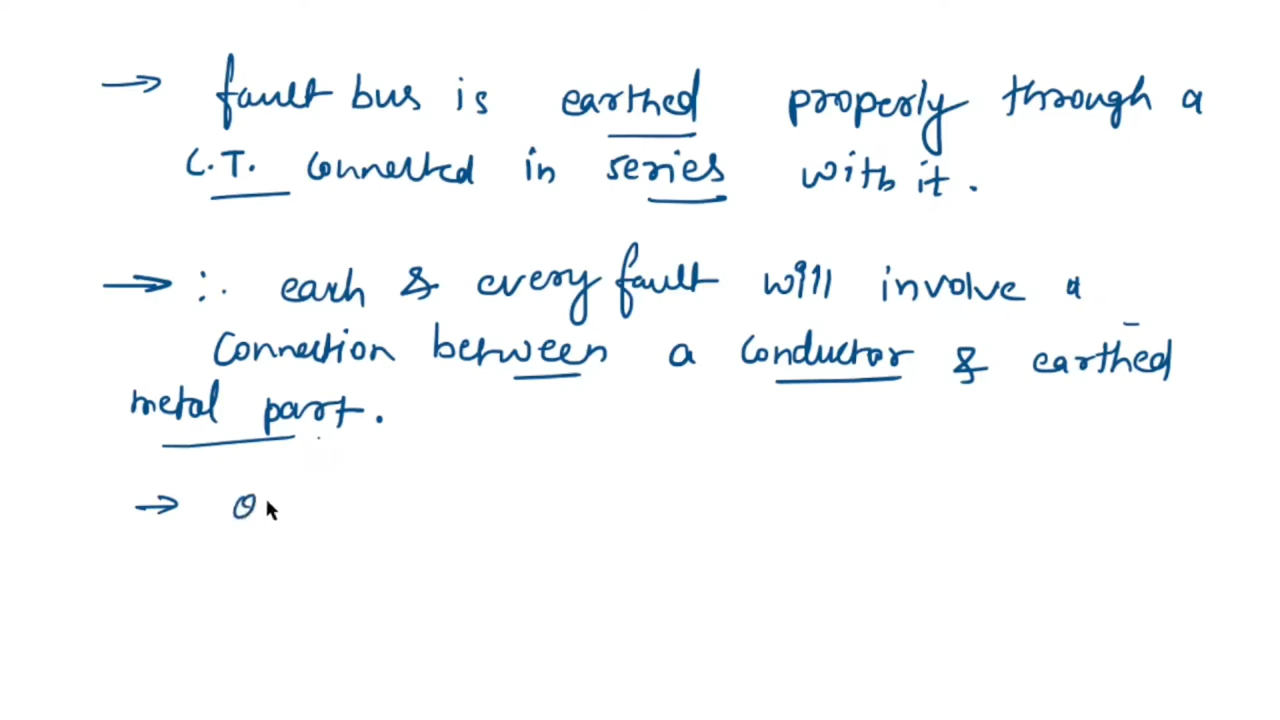 → fault bus is earthed properly through a
C.T. connected in series with it.
→ ∴ each & every fault will involve a
connection between a conductor & earthed
metal part.
→ O